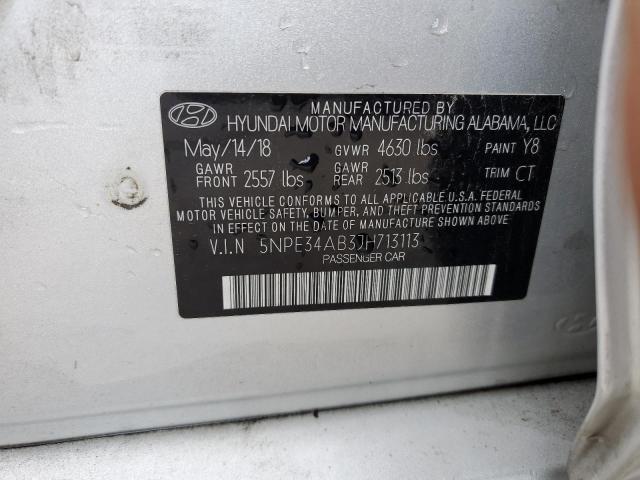 MANUFACTURED BY
HYUNDAI MOTOR MANUFACTURING ALABAMA, LLC
May/14/18 GVWR 4630 lbs PAINT Y8
GAWR FRONT 2557 lbs GAWR REAR 2513 lbs TRIM CT
THIS VEHICLE CONFORMS TO ALL APPLICABLE U.S.A. FEDERAL
MOTOR VEHICLE SAFETY, BUMPER, AND THEFT PREVENTION STANDARDS
IN EFFECT ON THE DATE OF MANUFACTURE SHOWN ABOVE.
V.I.N 5NPE34AB3JH713113
PASSENGER CAR